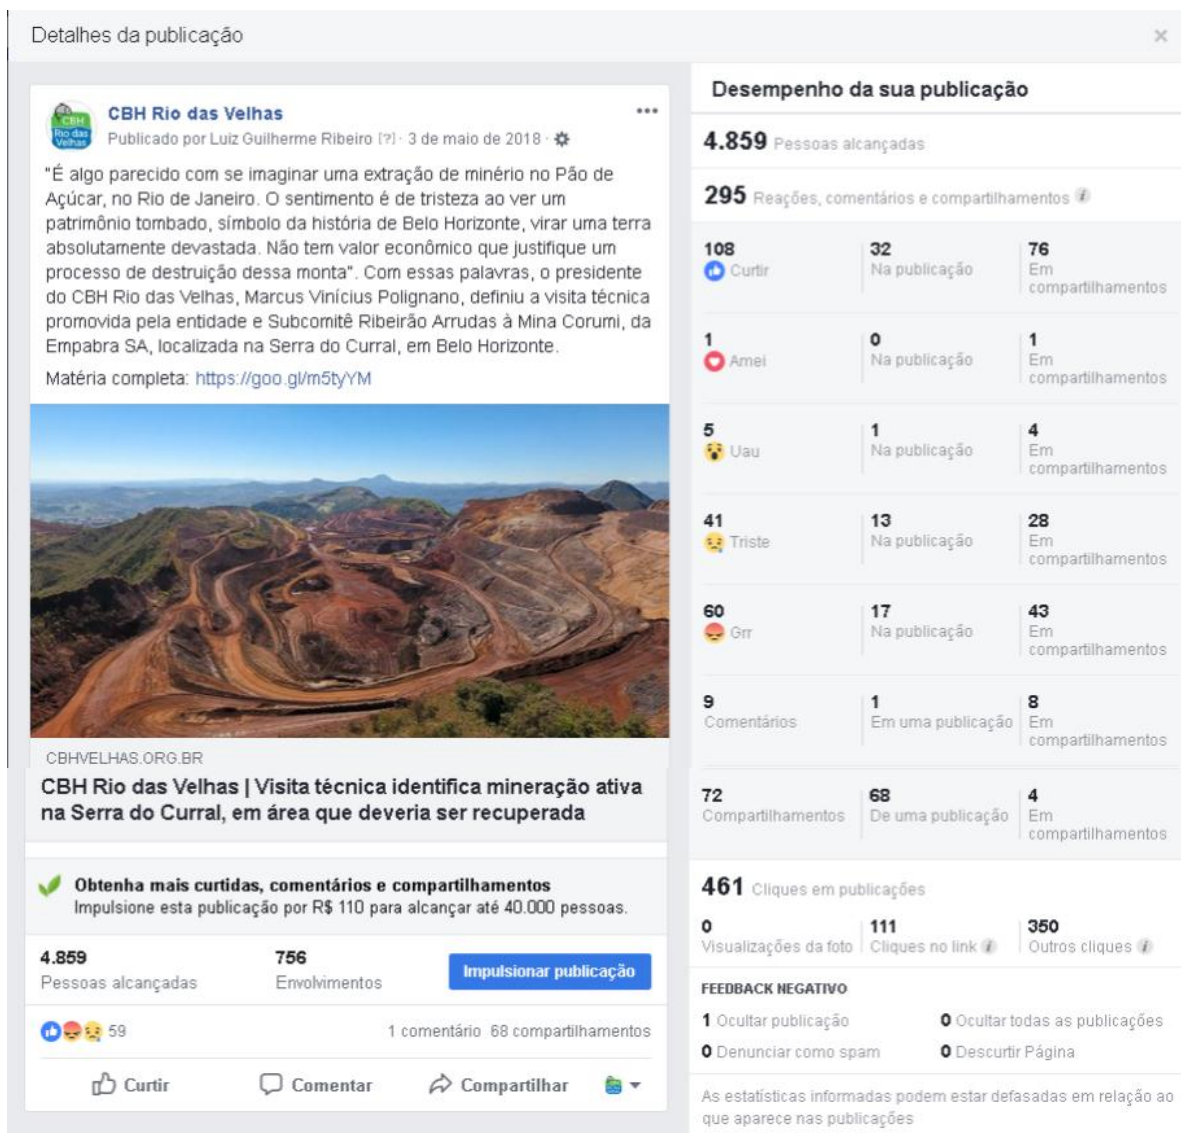 Detalhes da publicação
×
CBH
Rio das
Velhas
CBH Rio das Velhas
Publicado por Luiz Guilherme Ribeiro [?] · 3 de maio de 2018 ·
"É algo parecido com se imaginar uma extração de minério no Pão de
Açúcar, no Rio de Janeiro. O sentimento é de tristeza ao ver um
patrimônio tombado, símbolo da história de Belo Horizonte, virar uma terra
absolutamente devastada. Não tem valor econômico que justifique um
processo de destruição dessa monta". Com essas palavras, o presidente
do CBH Rio das Velhas, Marcus Vinícius Polignano, definiu a visita técnica
promovida pela entidade e Subcomitê Ribeirão Arrudas à Mina Corumi, da
Empabra SA, localizada na Serra do Curral, em Belo Horizonte.
Matéria completa: https://goo.gl/m5tyYM
CBHVELHAS.ORG.BR
CBH Rio das Velhas | Visita técnica identifica mineração ativa
na Serra do Curral, em área que deveria ser recuperada
Obtenha mais curtidas, comentários e compartilhamentos
Impulsione esta publicação por R$ 110 para alcançar até 40.000 pessoas.
4.859 756
Pessoas alcançadas Envolvimentos
Impulsionar publicação
59 1 comentário 68 compartilhamentos
Curtir Comentar Compartilhar
Desempenho da sua publicação
4.859 Pessoas alcançadas
295 Reações, comentários e compartilhamentos
108 32 76
Curtir Na publicação Em
compartilhamentos
1 0 1
Amei Na publicação Em
compartilhamentos
5 1 4
Uau Na publicação Em
compartilhamentos
41 13 28
Triste Na publicação Em
compartilhamentos
60 17 43
Grr Na publicação Em
compartilhamentos
9 1 8
Comentários Em uma publicação Em
compartilhamentos
72 68 4
Compartilhamentos De uma publicação Em
compartilhamentos
461 Cliques em publicações
0 111 350
Visualizações da foto Cliques no link Outros cliques
FEEDBACK NEGATIVO
1 Ocultar publicação 0 Ocultar todas as publicações
0 Denunciar como spam 0 Descurtir Página
As estatísticas informadas podem estar defasadas em relação ao
que aparece nas publicações